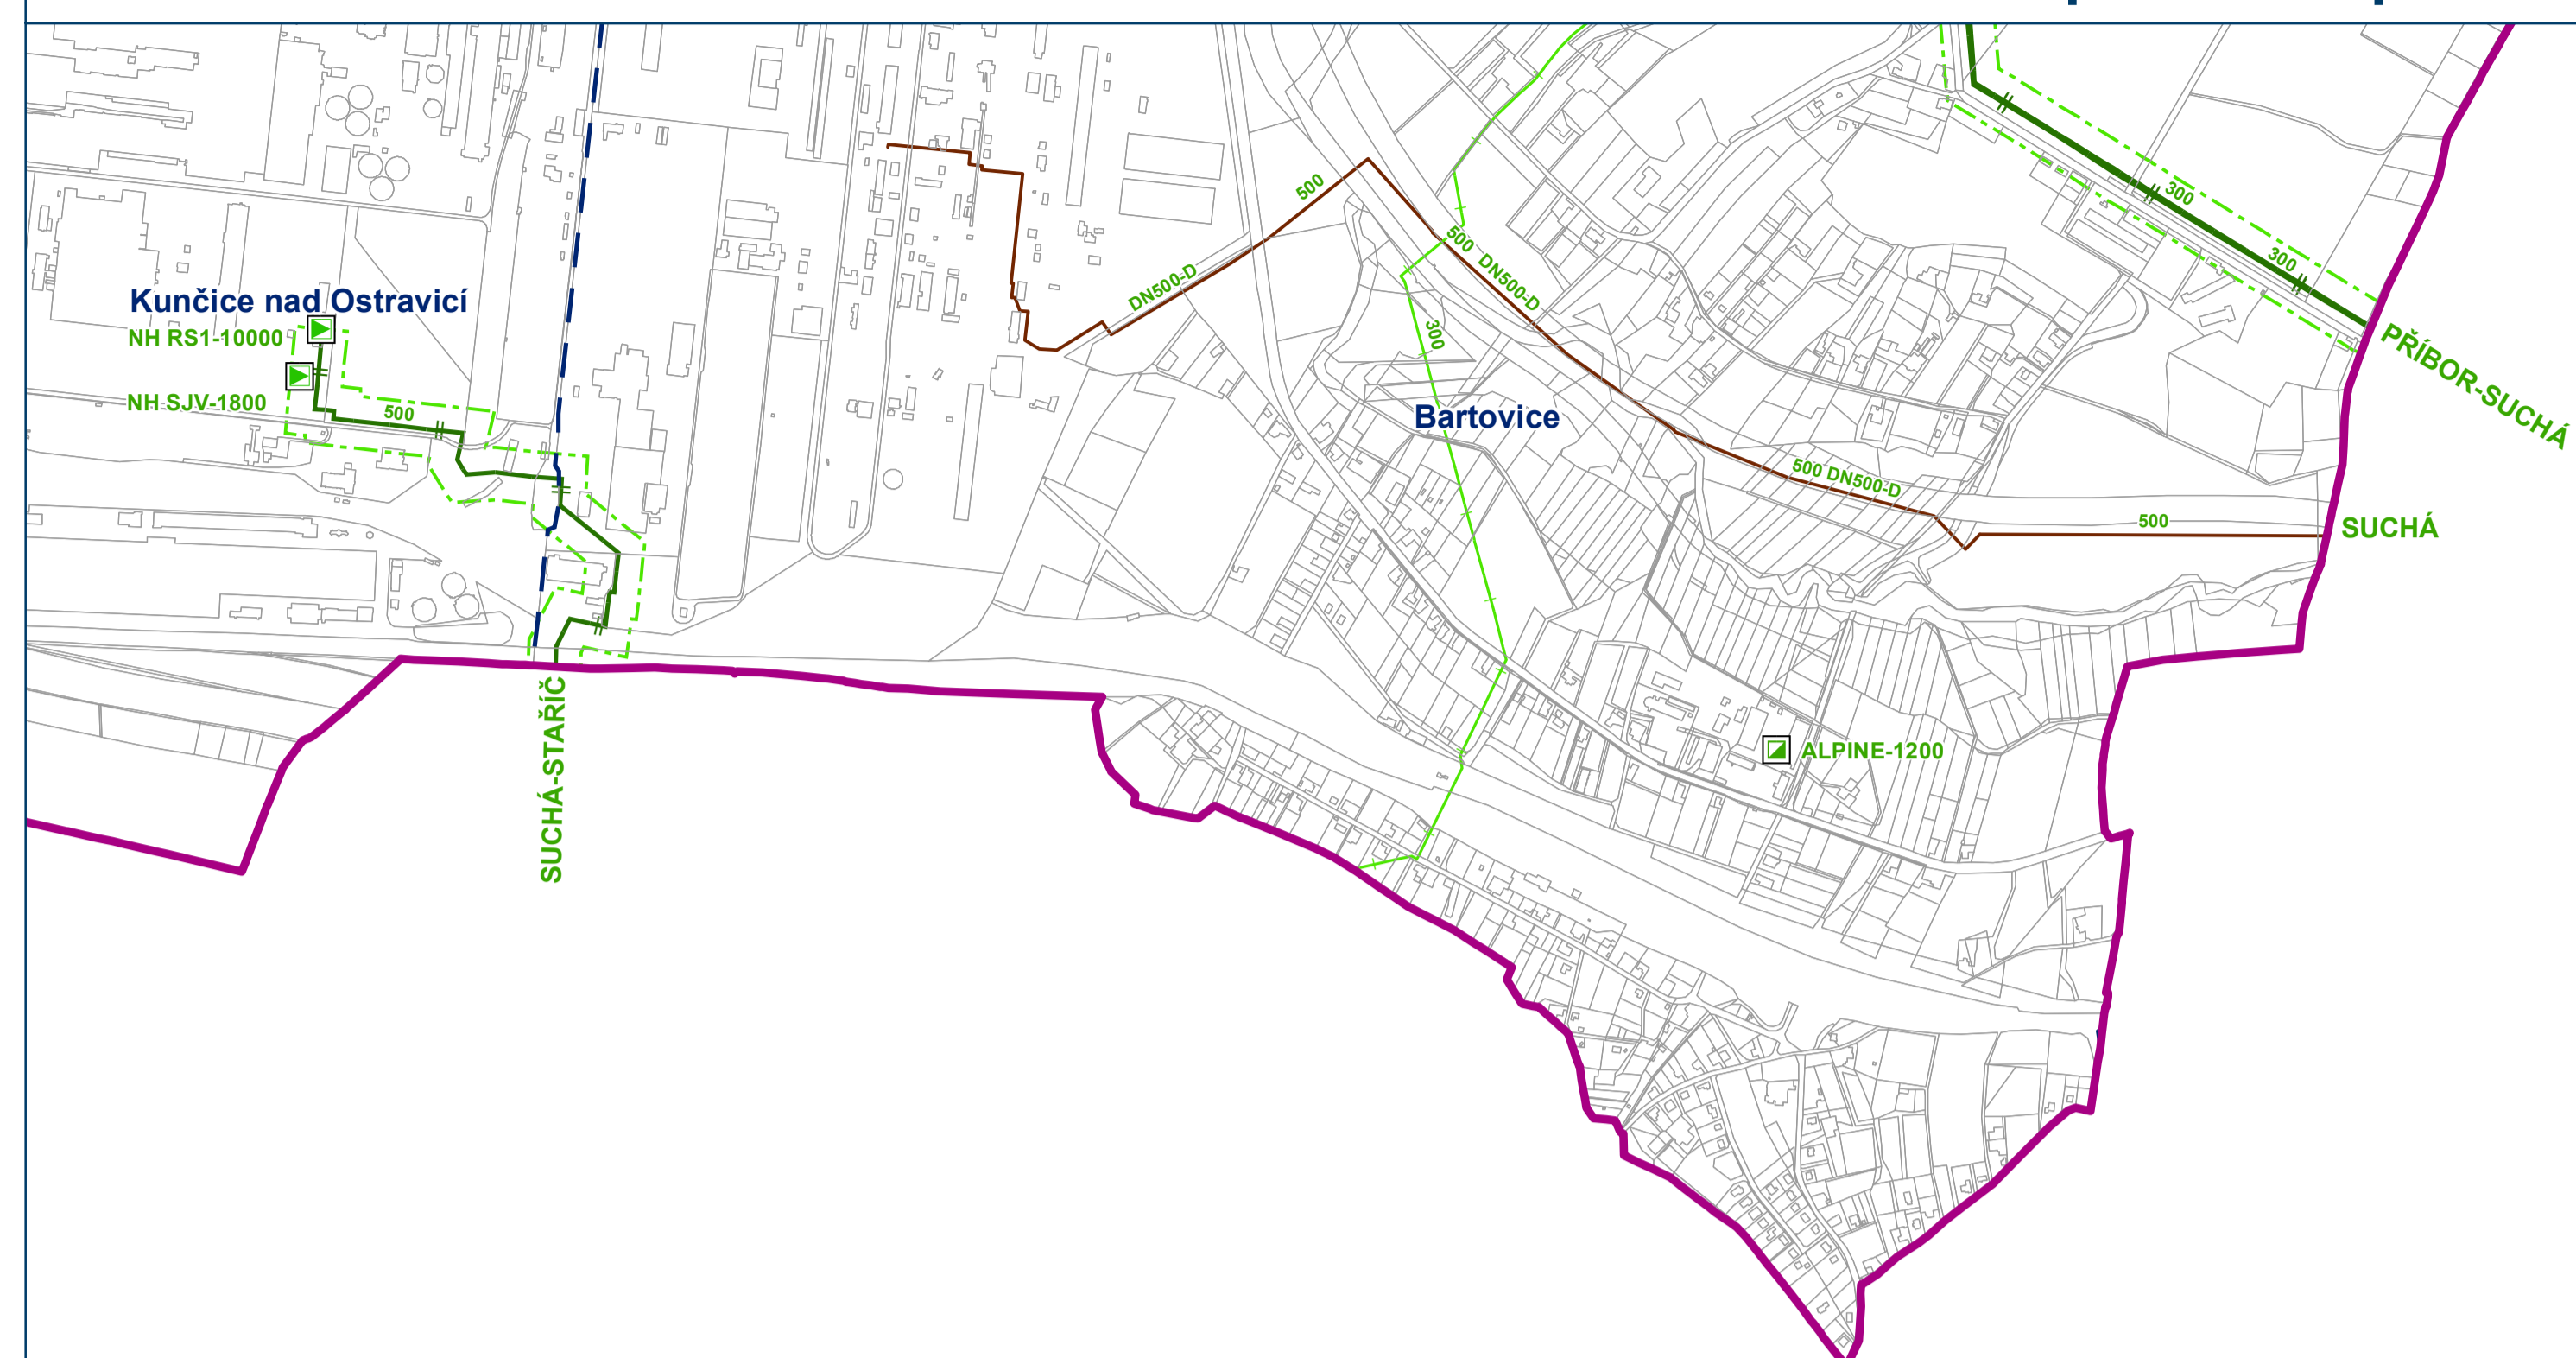 300
500
300
Kunčice nad Ostravicí
NH RS1-10000
NH-SJV-1800
500
DN500-D
500 DN500-D
300
PŘÍBOR-SUCHÁ
Bartovice
500 DN500-D
500
SUCHÁ
SUCHÁ-STAŘÍČ
ALPINE-1200